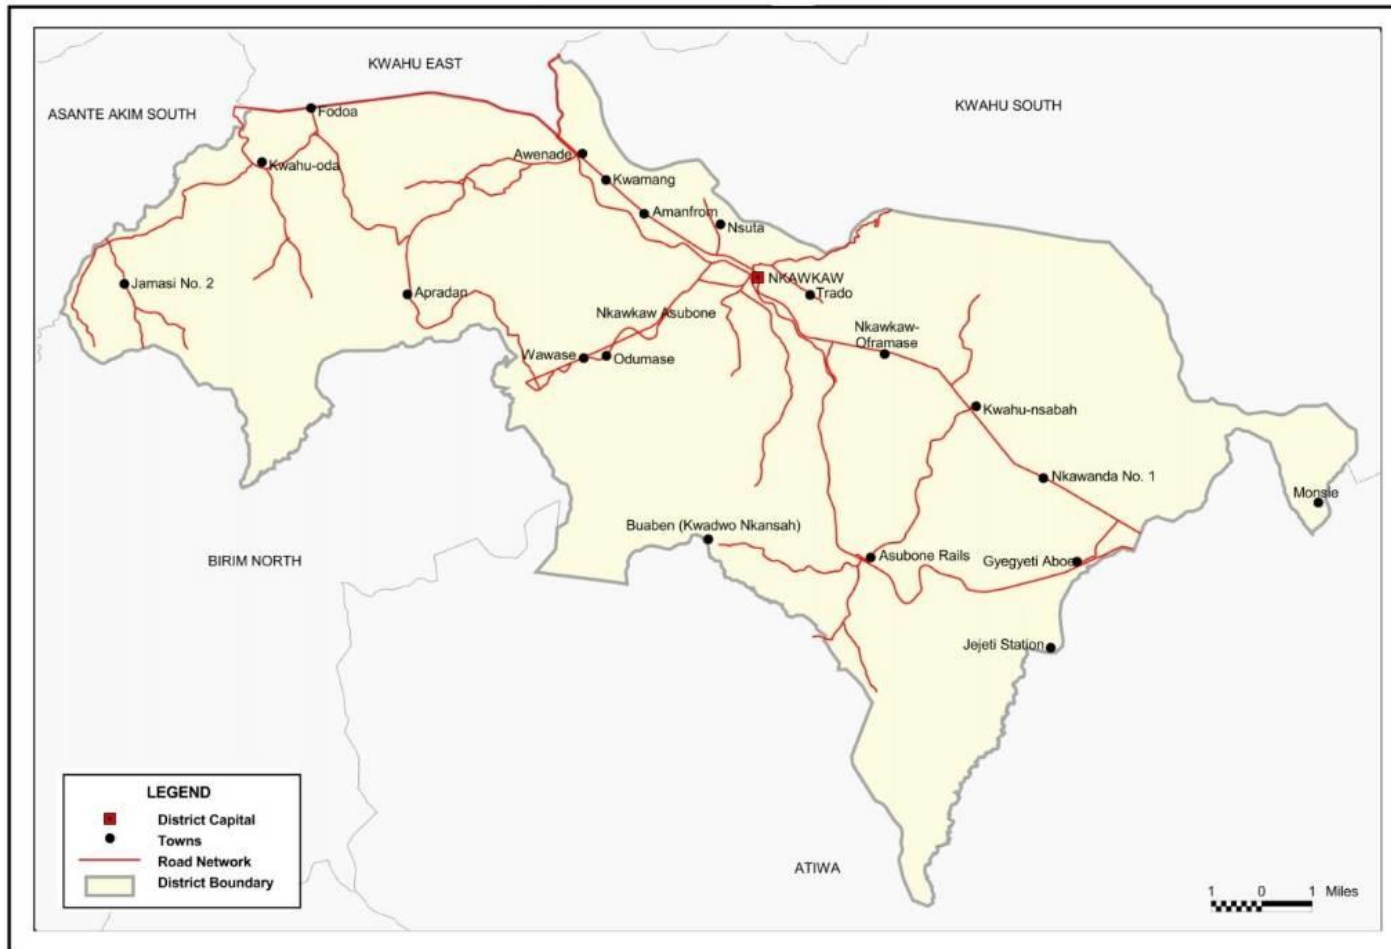 KWAHU EAST
ASANTE AKIM SOUTH
KWAHU SOUTH
Fodoa
Awenade
Kwahu-oda
Kwamang
Amanfrom
Nsuta
NKAWKAW
Jamasi No. 2
Apradan
Trado
Nkawkaw Asubone
Nkawkaw-
Oframase
Wawase
Odumase
Kwahu-nsabah
Nkawanda No. 1
Monsie
Buaben (Kwadwo Nkansah)
BIRIM NORTH
Asubone Rails
Gyegyeti Aboe
Jejeti Station
LEGEND
District Capital
Towns
Road Network
District Boundary
ATIWA
1 0 1 Miles